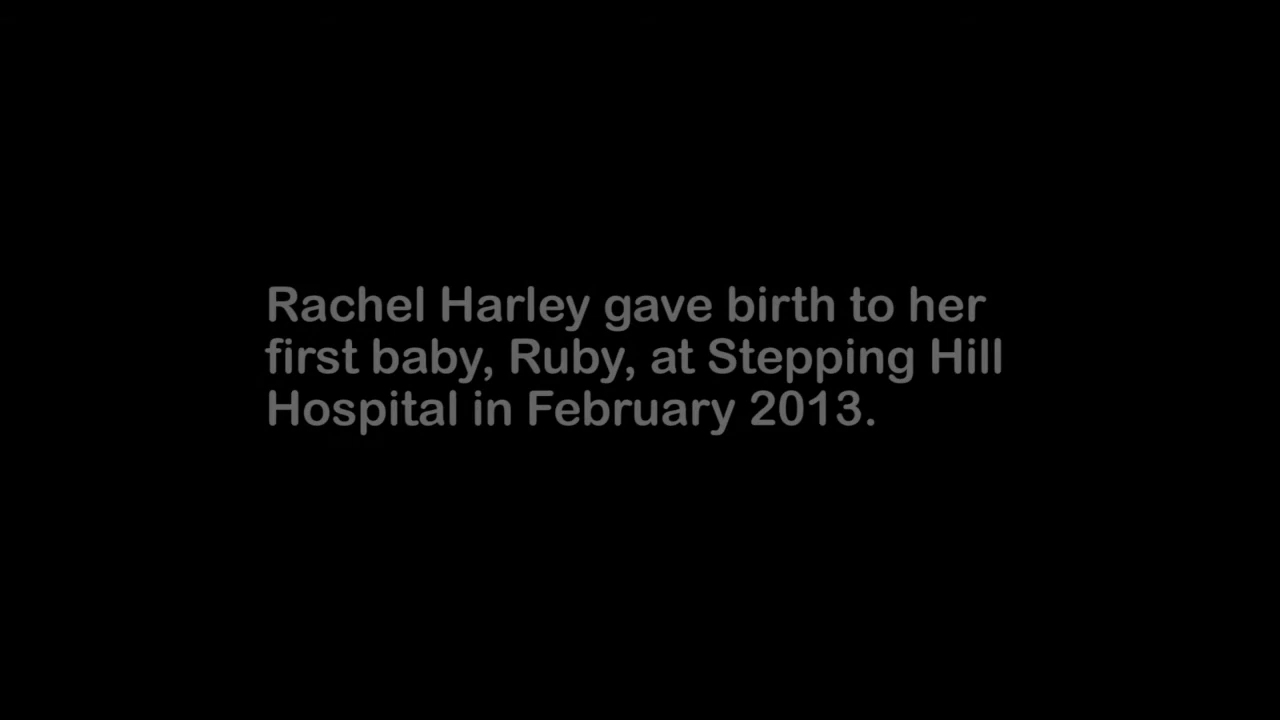 Rachel Harley gave birth to her
first baby, Ruby, at Stepping Hill
Hospital in February 2013.